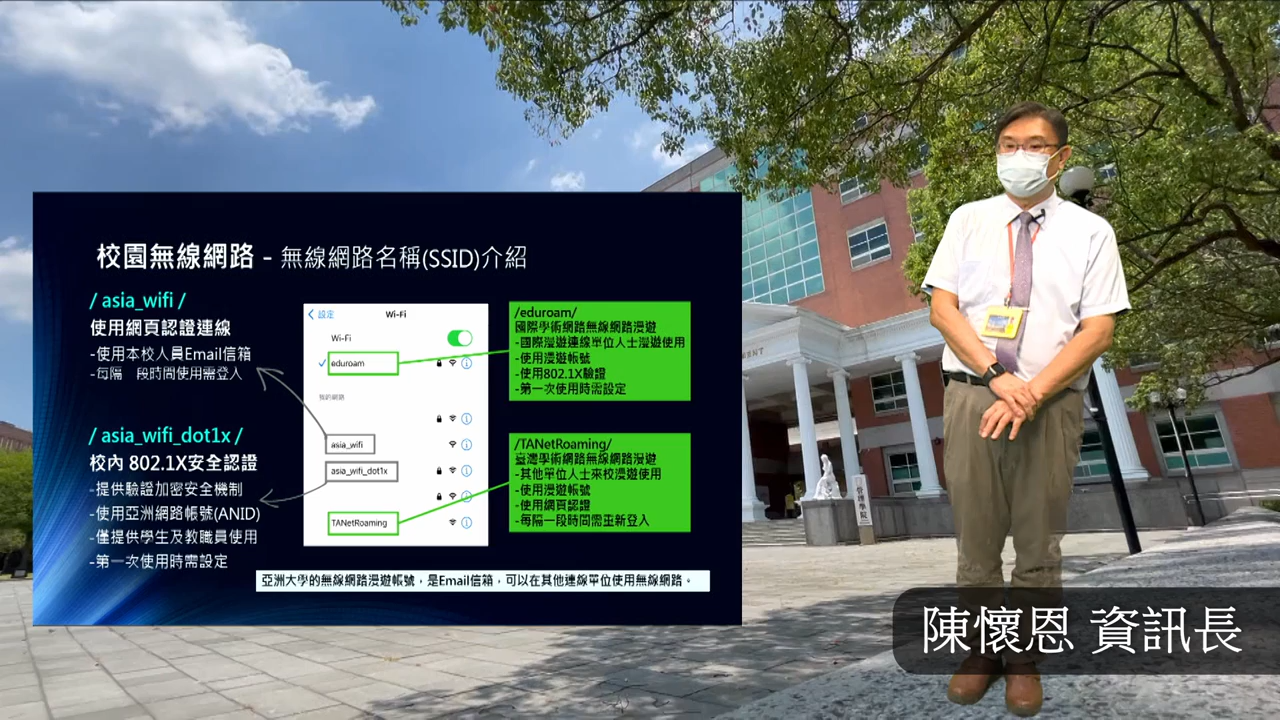 校園無線網路 - 無線網路名稱(SSID)介紹
/ asia_wifi /
使用網頁認證連線
-使用本校人員Email信箱
-每隔一段時間使用需登入
/ asia_wifi_dot1x /
校內 802.1X安全認證
-提供驗證加密安全機制
-使用亞洲網路帳號(ANID)
-僅提供學生及教職員使用
-第一次使用時需設定
設定
Wi-Fi
Wi-Fi
eduroam
我的網路
asia_wifi
asia_wifi_dot1x
TANetRoaming
/eduroam/
國際學術網路無線網路漫遊
-國際漫遊連線單位人士漫遊使用
-使用漫遊帳號
-使用802.1X驗證
-第一次使用時需設定
/TANetRoaming/
臺灣學術網路無線網路漫遊
-其他單位人士來校漫遊使用
-使用漫遊帳號
-使用網頁認證
-每隔一段時間需重新登入
亞洲大學的無線網路漫遊帳號，是Email信箱，可以在其他連線單位使用無線網路。
管理學院
陳懷恩 資訊長